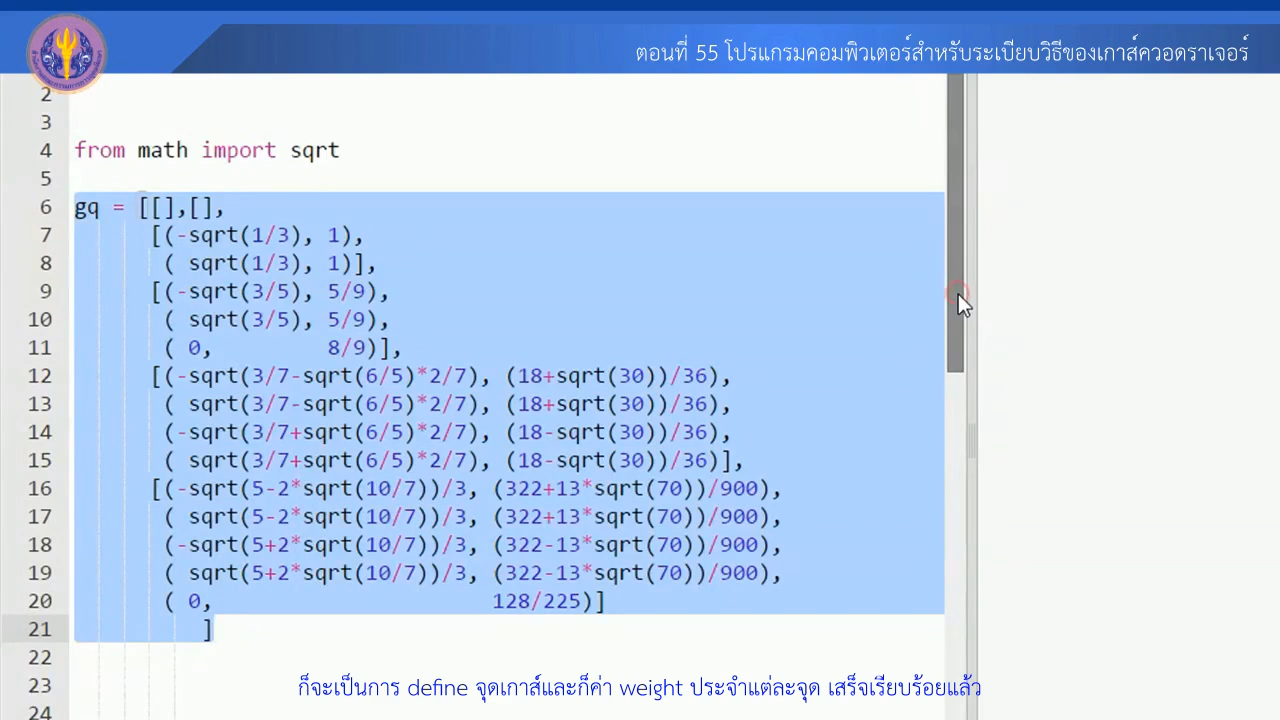 ตอนที่ 55 โปรแกรมคอมพิวเตอร์สำหรับระเบียบวิธีของเกาส์ควอดราเจอร์
2
3
4 from math import sqrt
5
6 gq = [[],[],
7 [(-sqrt(1/3), 1),
8 ( sqrt(1/3), 1)],
9 [(-sqrt(3/5), 5/9),
10 ( sqrt(3/5), 5/9),
11 ( 0, 8/9)],
12 [(-sqrt(3/7-sqrt(6/5)*2/7), (18+sqrt(30))/36),
13 ( sqrt(3/7-sqrt(6/5)*2/7), (18+sqrt(30))/36),
14 (-sqrt(3/7+sqrt(6/5)*2/7), (18-sqrt(30))/36),
15 ( sqrt(3/7+sqrt(6/5)*2/7), (18-sqrt(30))/36)],
16 [(-sqrt(5-2*sqrt(10/7))/3, (322+13*sqrt(70))/900),
17 ( sqrt(5-2*sqrt(10/7))/3, (322+13*sqrt(70))/900),
18 (-sqrt(5+2*sqrt(10/7))/3, (322-13*sqrt(70))/900),
19 ( sqrt(5+2*sqrt(10/7))/3, (322-13*sqrt(70))/900),
20 ( 0, 128/225)]
21 ]
22
23
24
ก็จะเป็นการ define จุดเกาส์และก็ค่า weight ประจำแต่ละจุด เสร็จเรียบร้อยแล้ว